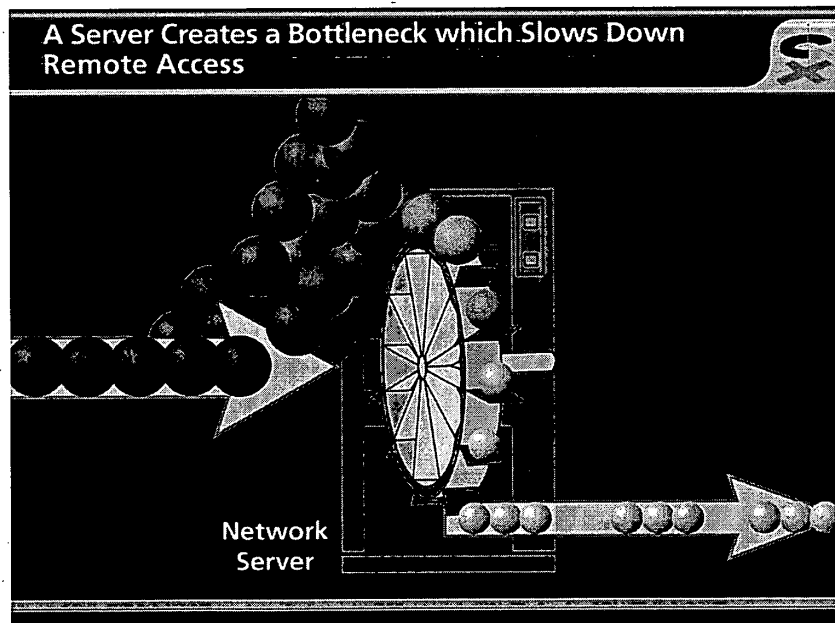 A Server Creates a Bottleneck which Slows Down
Remote Access
Network
Server